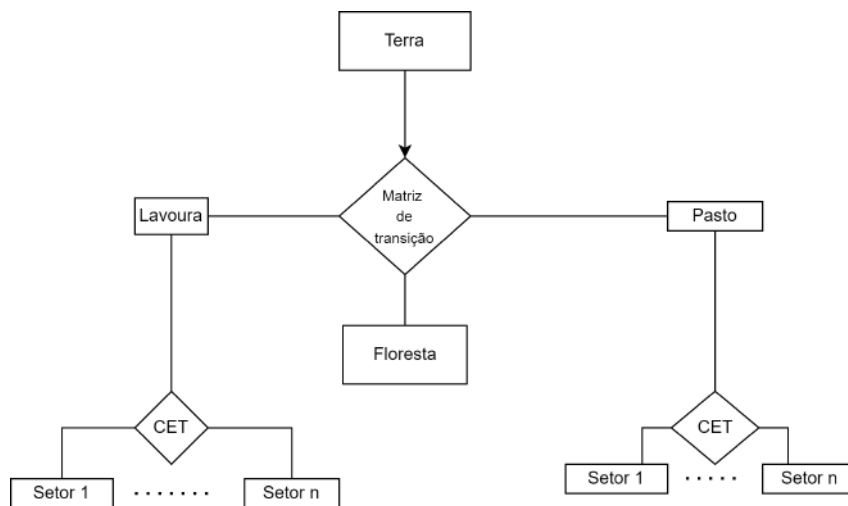 Terra
Matriz
de
transição
Lavoura
Pasto
Floresta
CET
CET
Setor 1
.......
Setor n
Setor 1
.....
Setor n